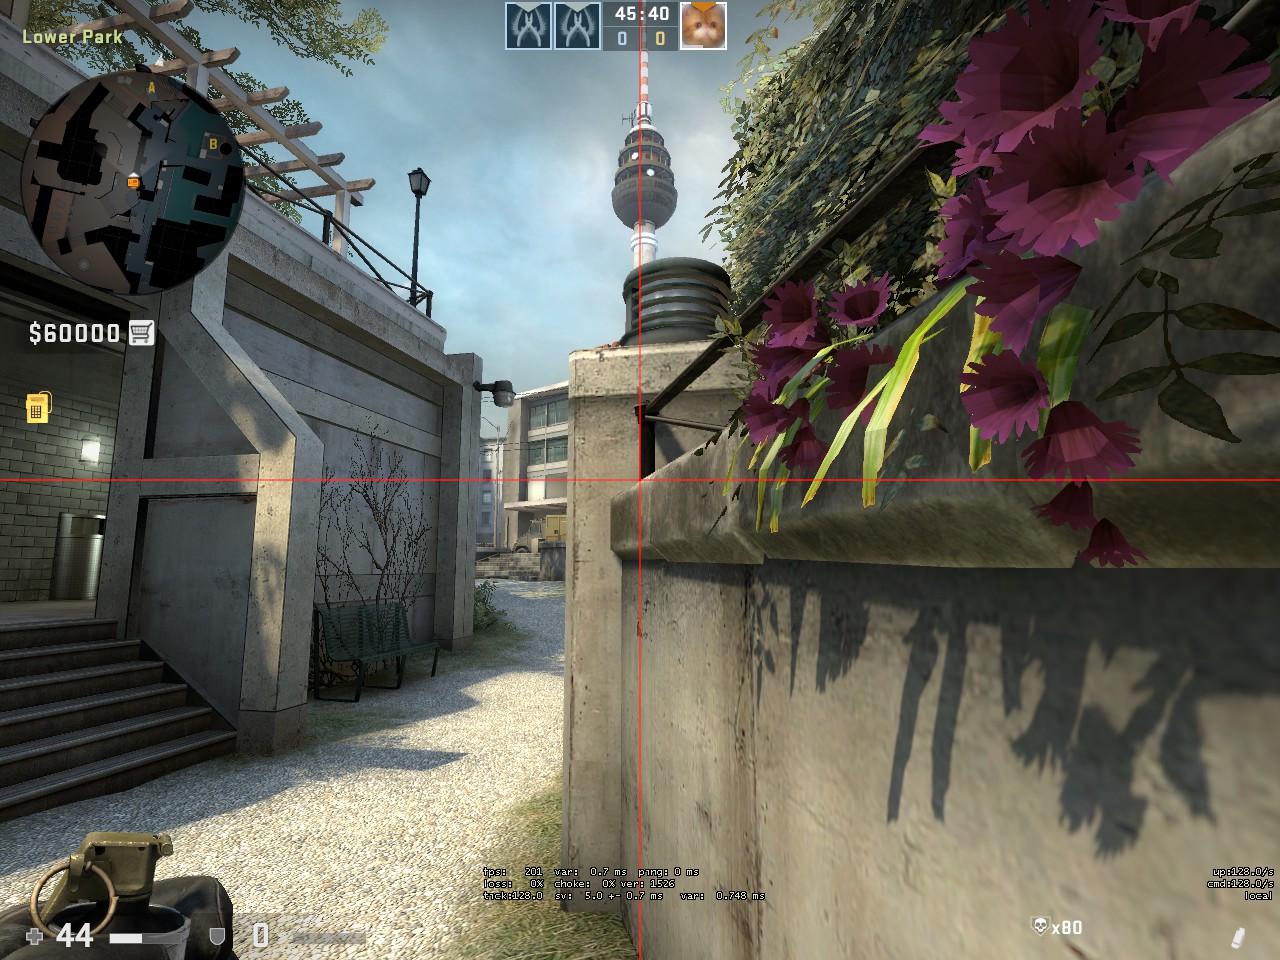 Lower Park
45:40
0 0
A
B
$60000
fps: 201 var: 0.7 ms ping: 0 ms
loss: 0% choke: 0% ver: 1526
tick:128.0 sv: 5.0 +- 0.7 ms var: 0.748 ms
up:128.0/s
cmd:128.0/s
local
44
0
x80